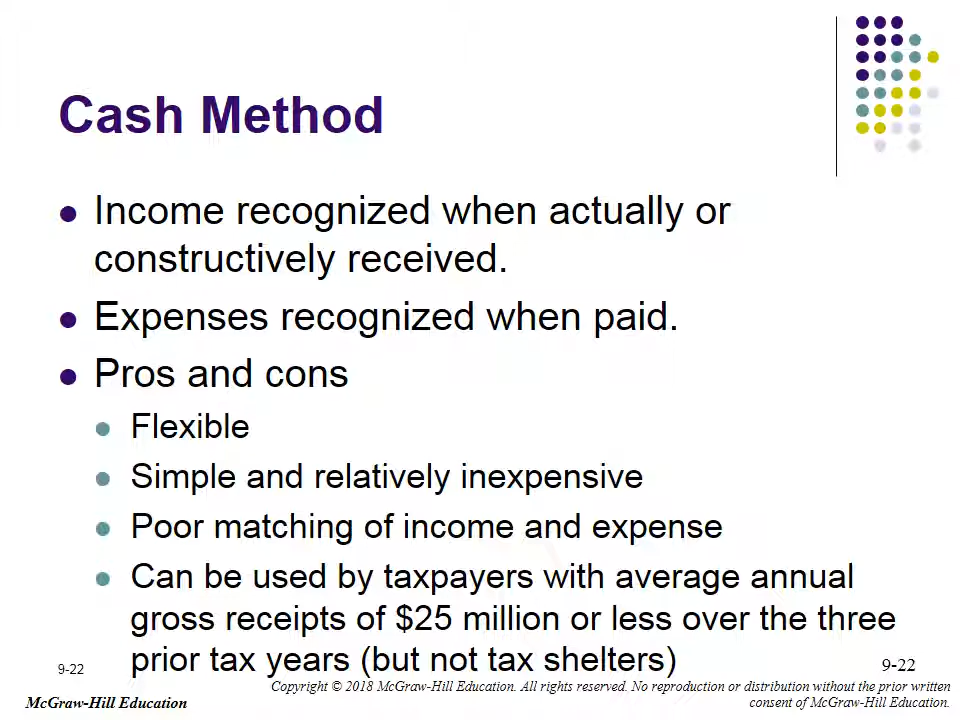 Cash Method
Income recognized when actually or
constructively received.
Expenses recognized when paid.
Pros and cons
Flexible
Simple and relatively inexpensive
Poor matching of income and expense
Can be used by taxpayers with average annual
gross receipts of $25 million or less over the three
prior tax years (but not tax shelters)
9-22
9-22
Copyright © 2018 McGraw-Hill Education. All rights reserved. No reproduction or distribution without the prior written
consent of McGraw-Hill Education.
McGraw-Hill Education